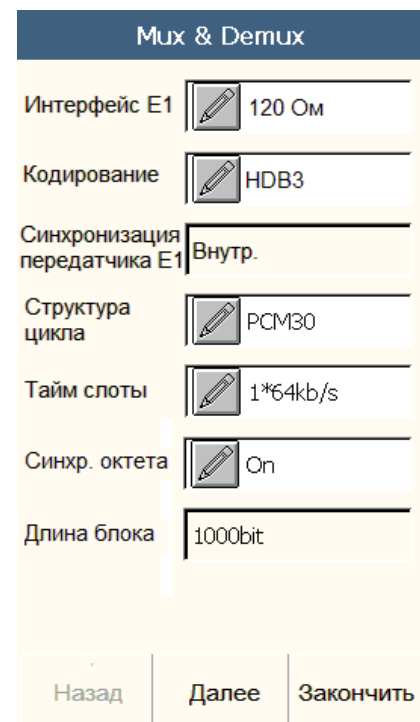 Mux & Demux
Интерфейс E1 120 Ом
Кодирование HDB3
Синхронизация
передатчика E1 Внутр.
Структура
цикла PCM30
Тайм слоты 1*64kb/s
Синхр. октета On
Длина блока 1000bit
Назад Далее Закончить